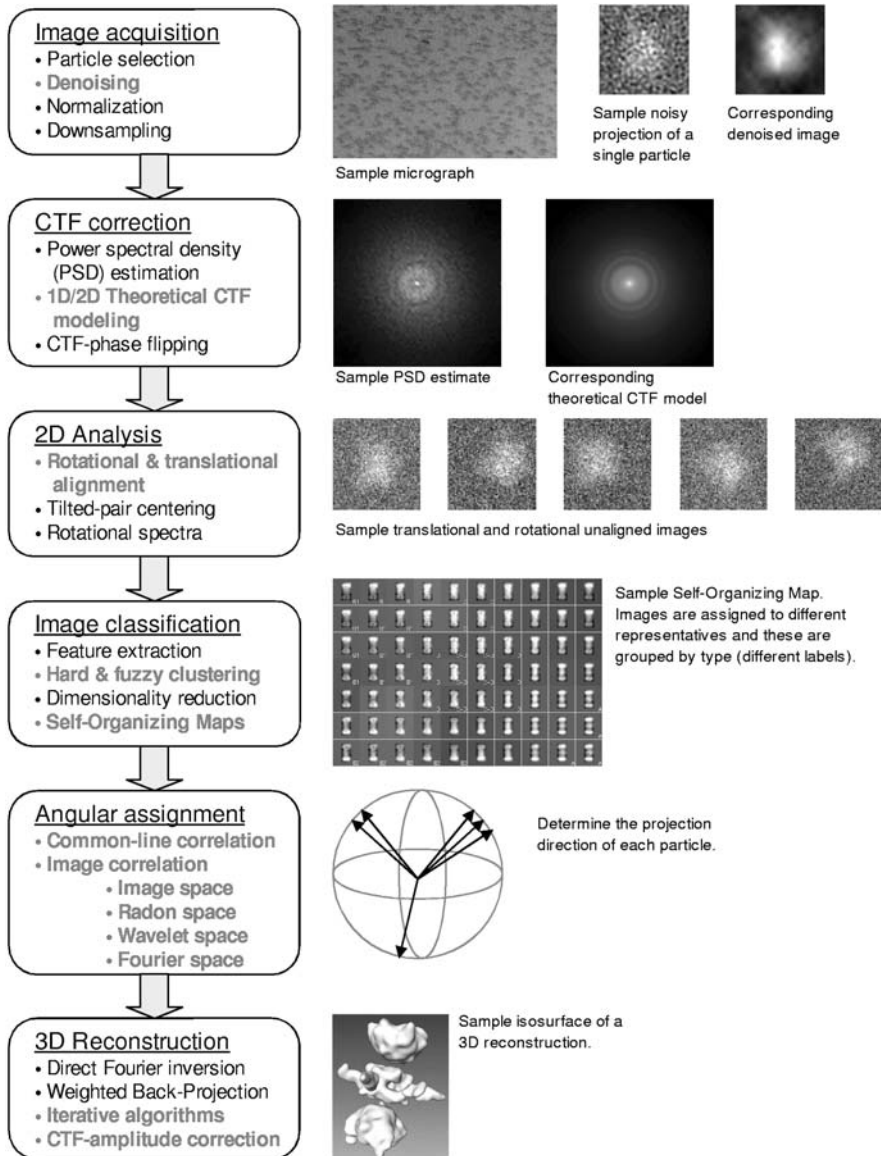 Image acquisition
• Particle selection
• Denoising
• Normalization
• Downsampling
Sample micrograph
Sample noisy
projection of a
single particle
Corresponding
denoised image
CTF correction
• Power spectral density
(PSD) estimation
• 1D/2D Theoretical CTF
modeling
• CTF-phase flipping
Sample PSD estimate
Corresponding
theoretical CTF model
2D Analysis
• Rotational & translational
alignment
• Tilted-pair centering
• Rotational spectra
Sample translational and rotational unaligned images
Image classification
• Feature extraction
• Hard & fuzzy clustering
• Dimensionality reduction
• Self-Organizing Maps
Sample Self-Organizing Map.
Images are assigned to different
representatives and these are
grouped by type (different labels).
Angular assignment
• Common-line correlation
• Image correlation
• Image space
• Radon space
• Wavelet space
• Fourier space
Determine the projection
direction of each particle.
3D Reconstruction
• Direct Fourier inversion
• Weighted Back-Projection
• Iterative algorithms
• CTF-amplitude correction
Sample isosurface of a
3D reconstruction.